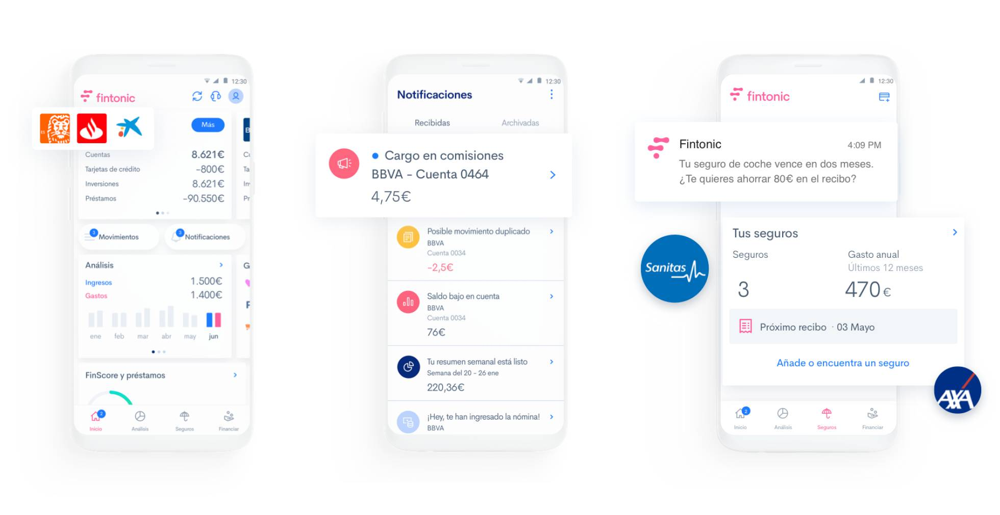 12:30
fintonic
ES
Más
B
Cuentas 8.621€
Tarjetas de crédito -800€
Inversiones 8.621€
Préstamos -90.550€
Cu
Ta
Inv
Pr
3 Movimientos
3 Notificaciones
Análisis
Ingresos 1.500€
Gastos 1.400€
ene feb mar abr may jun
G
FinScore y préstamos
2
Inicio Análisis Seguros Financiar
12:30
Notificaciones
Recibidas Archivadas
Cargo en comisiones
BBVA - Cuenta 0464
4,75€
Posible movimiento duplicado
BBVA
Cuenta 0034
-2,5€
Saldo bajo en cuenta
BBVA
Cuenta 0034
76€
Tu resumen semanal está listo
Semana del 20 - 26 ene
220,36€
¡Hey, te han ingresado la nómina!
BBVA
12:30
fintonic
Fintonic 4:09 PM
Tu seguro de coche vence en dos meses.
¿Te quieres ahorrar 80€ en el recibo?
Sanitas
Tus seguros
Seguros Gasto anual
Últimos 12 meses
3 470 €
Próximo recibo · 03 Mayo
Añade o encuentra un seguro
AXA
2
Inicio Análisis Seguros Financiar